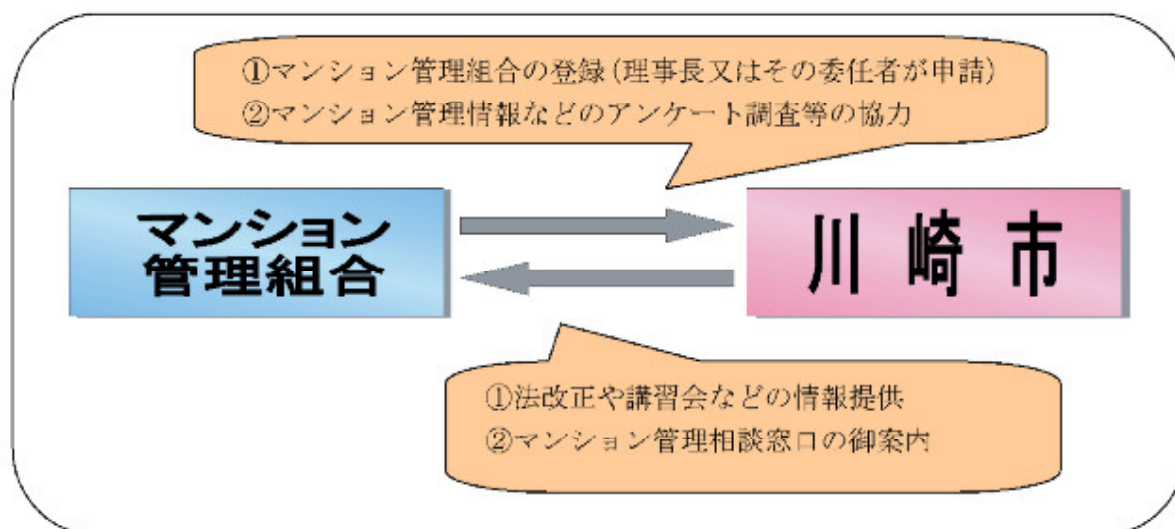 ①マンション管理組合の登録(理事長又はその委任者が申請)
②マンション管理情報などのアンケート調査等の協力
マンション
管理組合
川崎市
①法改正や講習会などの情報提供
②マンション管理相談窓口の御案内